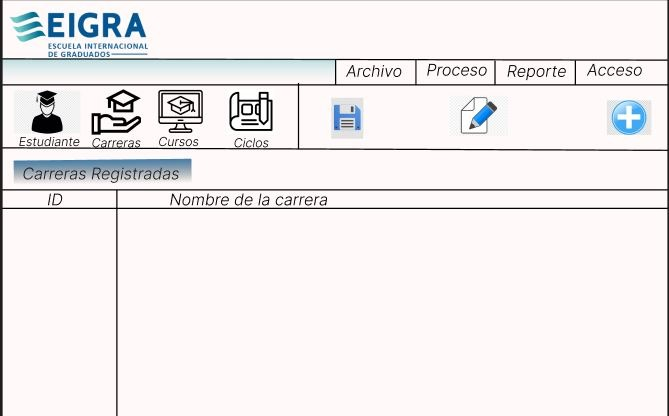 EIGRA
ESCUELA INTERNACIONAL
DE GRADUADOS
Archivo Proceso Reporte Acceso
Estudiante Carreras Cursos Ciclos
Carreras Registradas
ID Nombre de la carrera